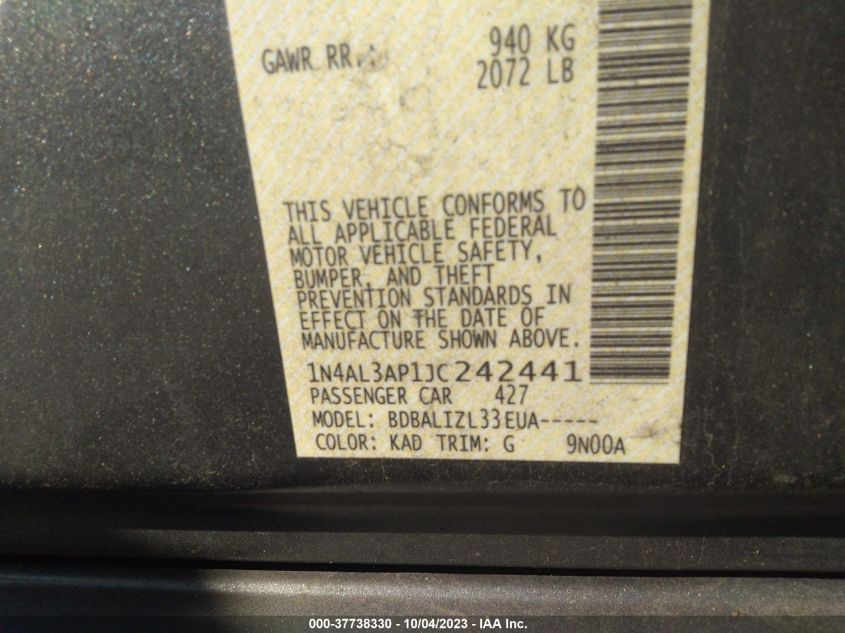 GAWR RR.: 940 KG
2072 LB
THIS VEHICLE CONFORMS TO
ALL APPLICABLE FEDERAL
MOTOR VEHICLE SAFETY,
BUMPER, AND THEFT
PREVENTION STANDARDS IN
EFFECT ON THE DATE OF
MANUFACTURE SHOWN ABOVE.
1N4AL3AP1JC242441
PASSENGER CAR 427
MODEL: BDBALIZL33EUA-----
COLOR: KAD TRIM: G 9N00A
000-37738330 - 10/04/2023 - IAA Inc.